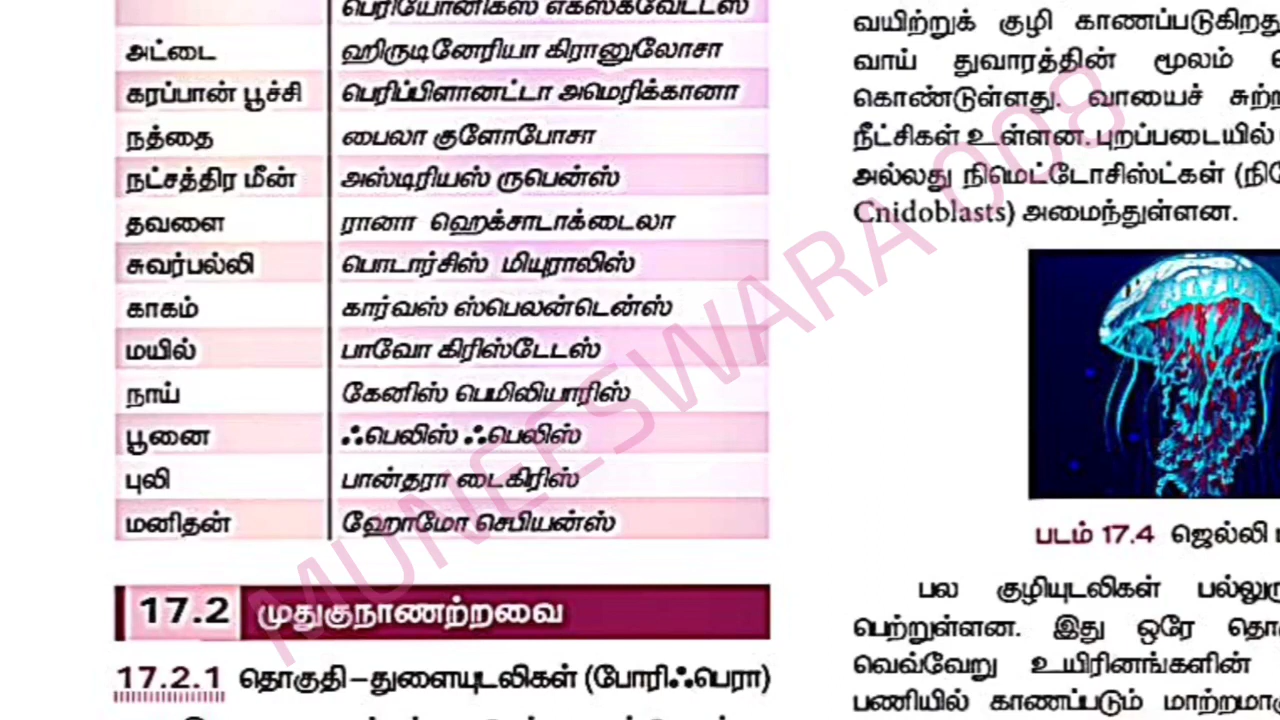 பெரியோனிக்ஸ் எக்ஸ்கவேட்டஸ்
அட்டை ஹிருடினேரியா கிரானுலோசா
கரப்பான் பூச்சி பெரிப்பிளானட்டா அமெரிக்கானா
நத்தை பைலா குளோபோசா
நட்சத்திர மீன் அஸ்டிரியஸ் ருபென்ஸ்
தவளை ரானா ஹெக்சாடாக்டைலா
சுவர்பல்லி பொடார்சிஸ் மியுராலிஸ்
காகம் கார்வஸ் ஸ்பெலன்டென்ஸ்
மயில் பாவோ கிரிஸ்டேடஸ்
நாய் கேனிஸ் பெமிலியாரிஸ்
பூனை ஃபெலிஸ் ஃபெலிஸ்
புலி பான்தரா டைகிரிஸ்
மனிதன் ஹோமோ செபியன்ஸ்
17.2 முதுகுநாணற்றவை
17.2.1 தொகுதி – துளையுடலிகள் (போரிஃபெரா)
வயிற்றுக் குழி காணப்படுகிறது
வாய் துவாரத்தின் மூலம்
கொண்டுள்ளது. வாயைச் சுற்
நீட்சிகள் உள்ளன. புறப்படையில்
அல்லது நிமெட்டோசிஸ்ட்கள் (நி
Cnidoblasts) அமைந்துள்ளன.
படம் 17.4 ஜெல்லி
பல குழியுடலிகள் பல்லுரு
பெற்றுள்ளன. இது ஒரே தொ
வெவ்வேறு உயிரினங்களின்
பணியில் காணப்படும் மாற்றமா
MUNEESWARA 008